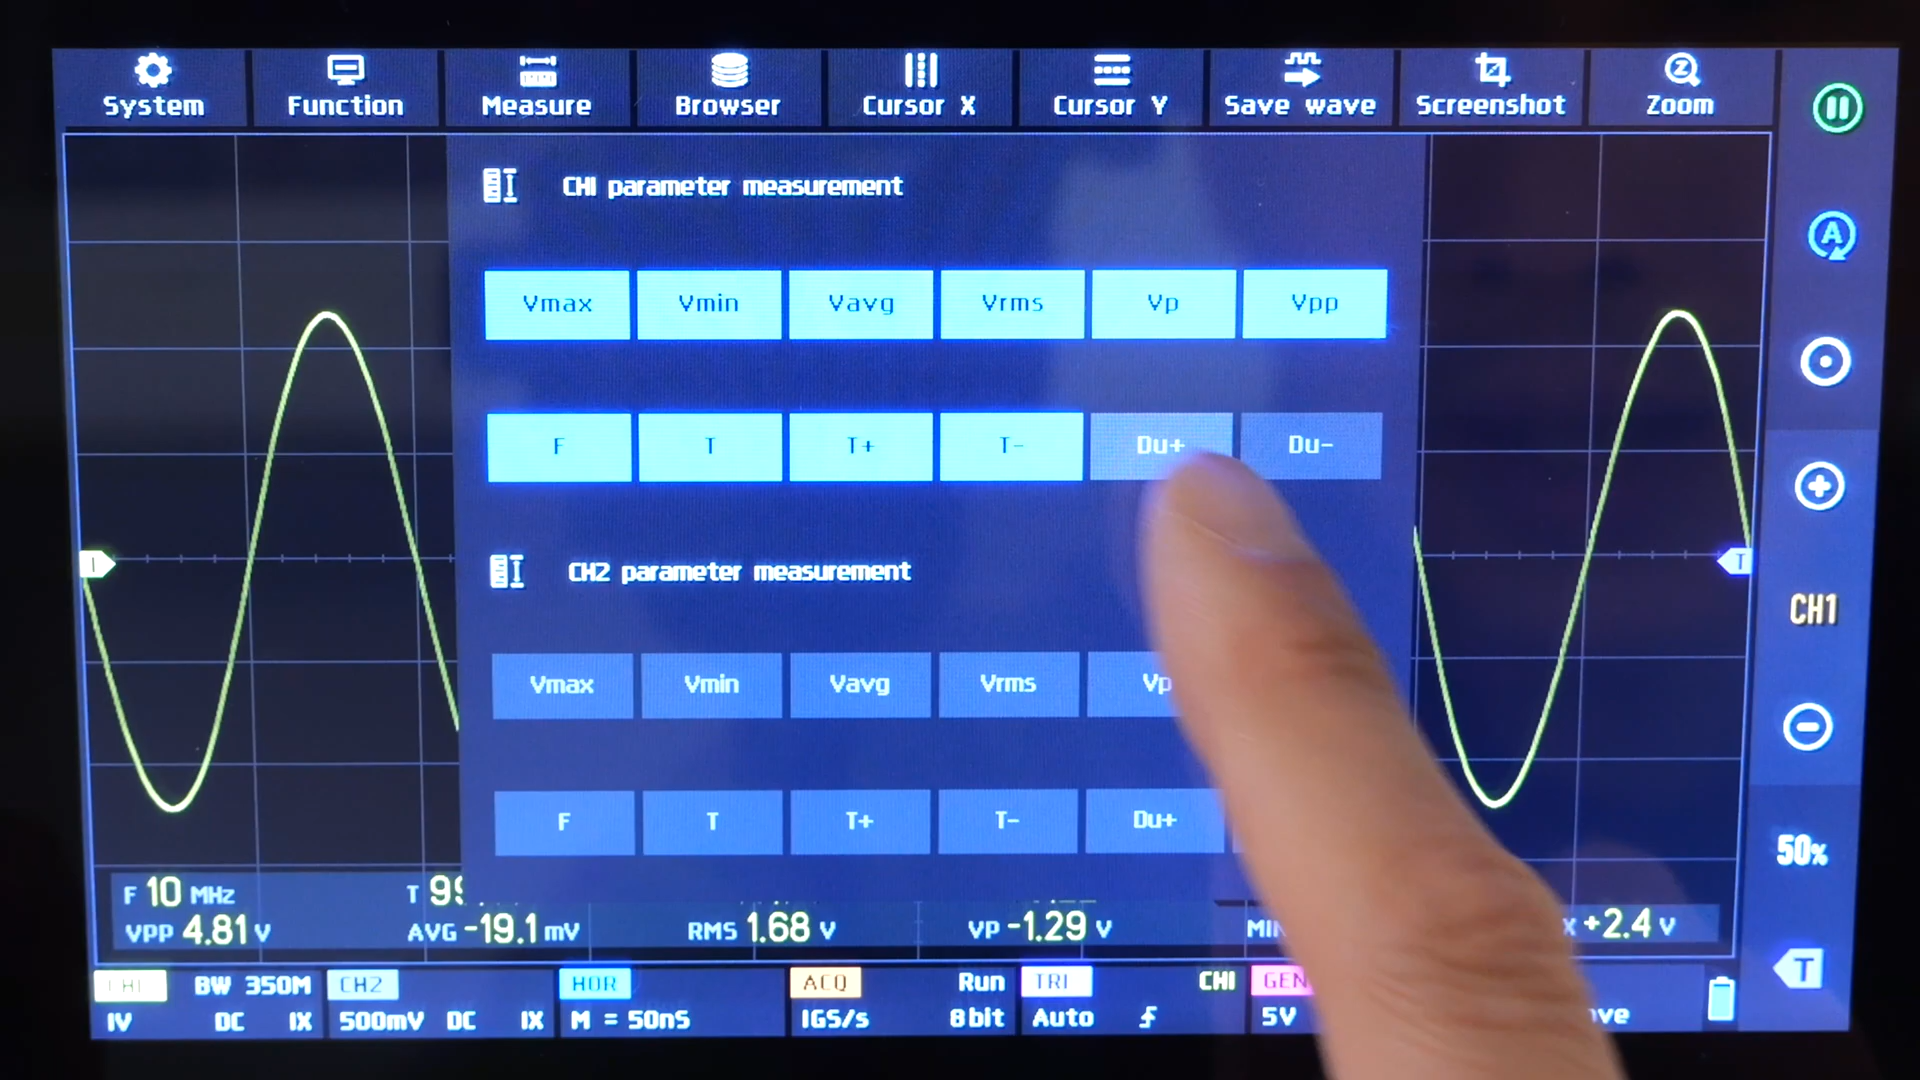 System Function Measure Browser Cursor X Cursor Y Save wave Screenshot Zoom
A
CH1 parameter measurement
Vmax Vmin Vavg Vrms Vp Vpp
F T T+ T- Du+ Du-
1 T
CH2 parameter measurement
CH1
Vmax Vmin Vavg Vrms Vp
F T T+ T- Du+
50%
F 10 MHz T
VPP 4.81 V AVG -19.1 mV RMS 1.68 V VP -1.29 V +2.4 V
T
CH1 BW 350M CH2 HOR ACQ Run TRI CH1 GEN
1V DC 1X 500mV DC 1X M = 50nS 1GS/s 8bit Auto 5V